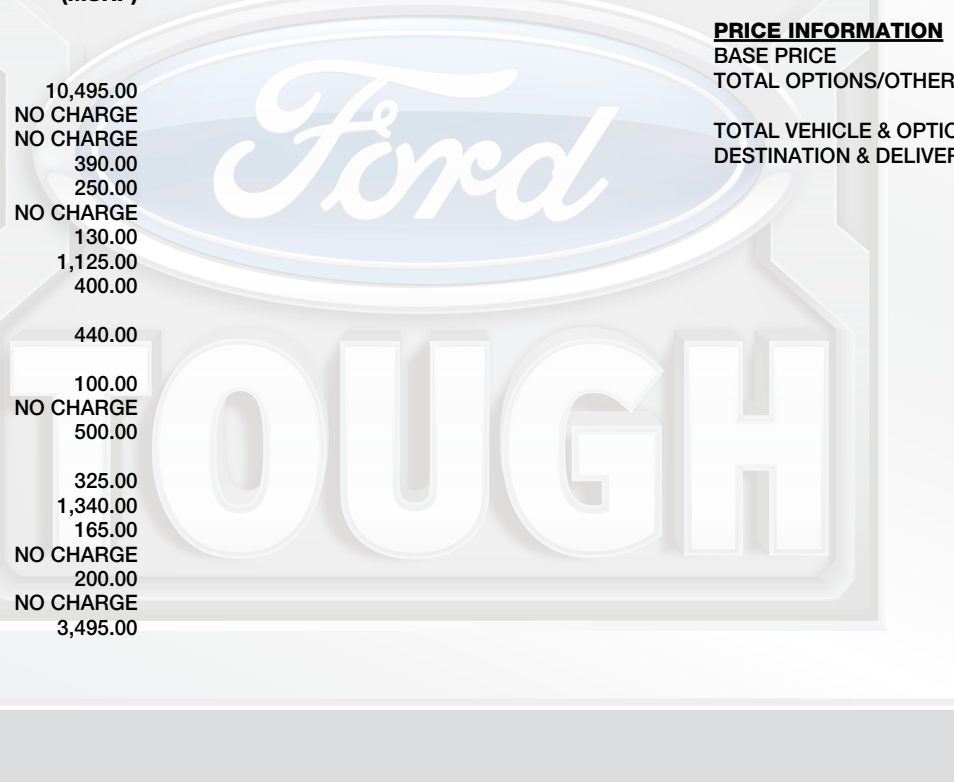 10,495.00
NO CHARGE
NO CHARGE
390.00
250.00
NO CHARGE
130.00
1,125.00
400.00
440.00
100.00
NO CHARGE
500.00
325.00
1,340.00
165.00
NO CHARGE
200.00
NO CHARGE
3,495.00
PRICE INFORMATION
BASE PRICE
TOTAL OPTIONS/OTHER
TOTAL VEHICLE & OPTIO
DESTINATION & DELIVER
Ford
TOUGH